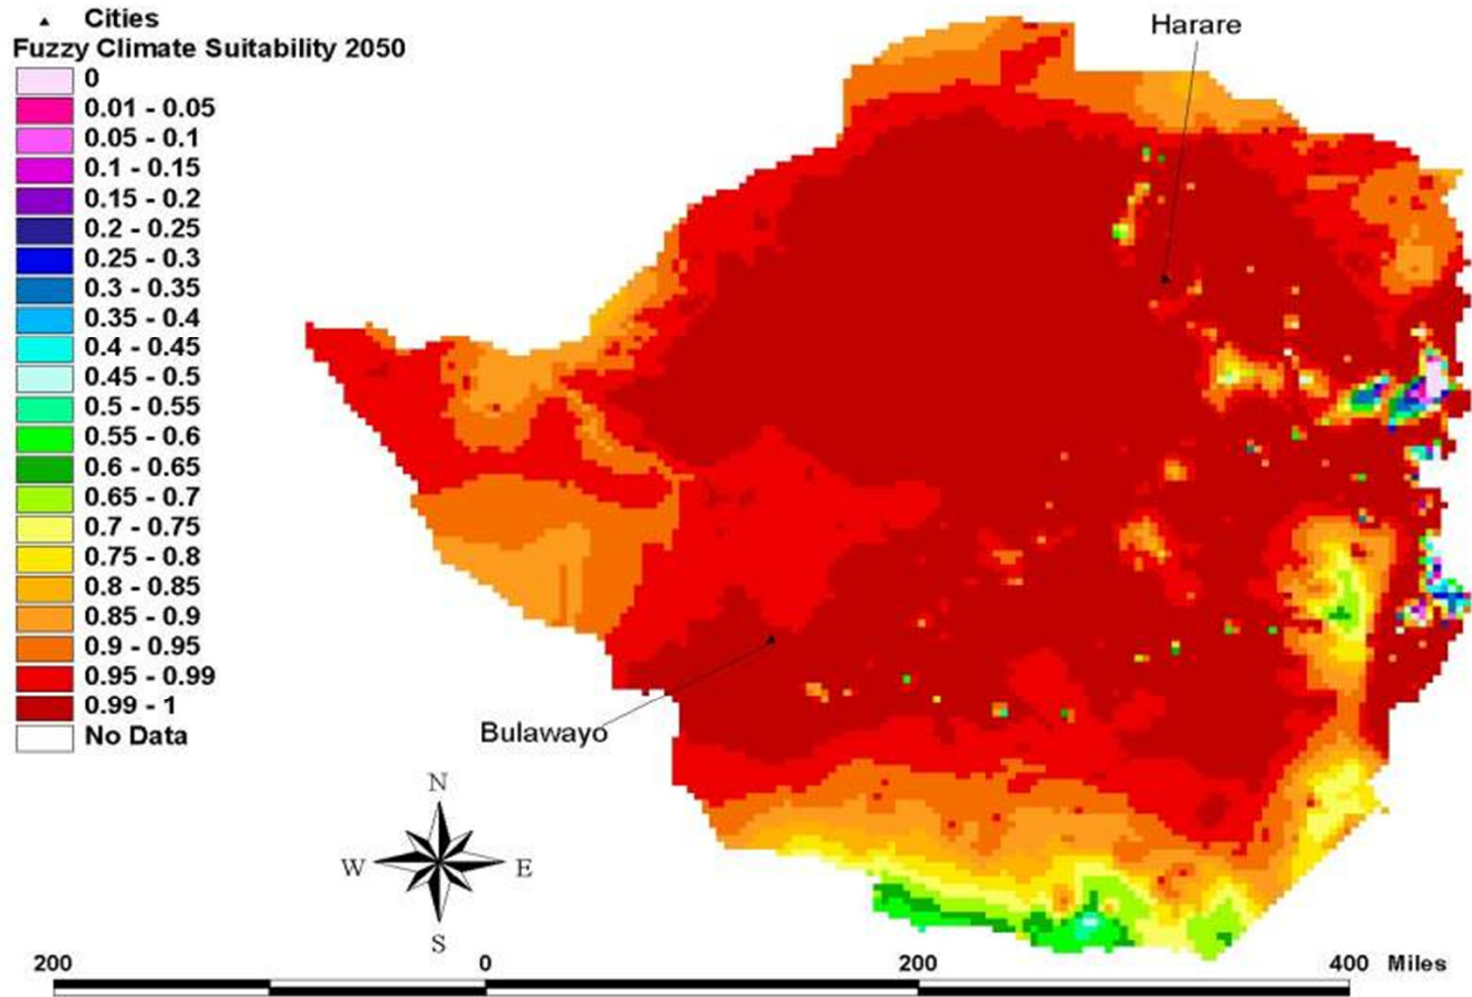 Cities
Fuzzy Climate Suitability 2050
0
0.01 - 0.05
0.05 - 0.1
0.1 - 0.15
0.15 - 0.2
0.2 - 0.25
0.25 - 0.3
0.3 - 0.35
0.35 - 0.4
0.4 - 0.45
0.45 - 0.5
0.5 - 0.55
0.55 - 0.6
0.6 - 0.65
0.65 - 0.7
0.7 - 0.75
0.75 - 0.8
0.8 - 0.85
0.85 - 0.9
0.9 - 0.95
0.95 - 0.99
0.99 - 1
No Data
Harare
Bulawayo
N
W E
S
200 0 200 400 Miles